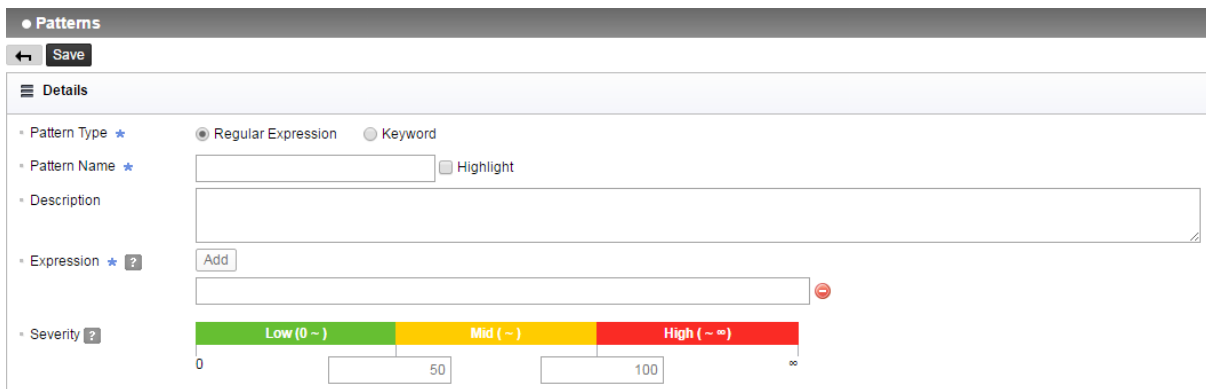 Patterns
Save
Details
Pattern Type * Regular Expression Keyword
Pattern Name * Highlight
Description
Expression * ? Add
Severity ? Low (0 ~ ) Mid ( ~ ) High ( ~ ∞)
0 50 100 ∞